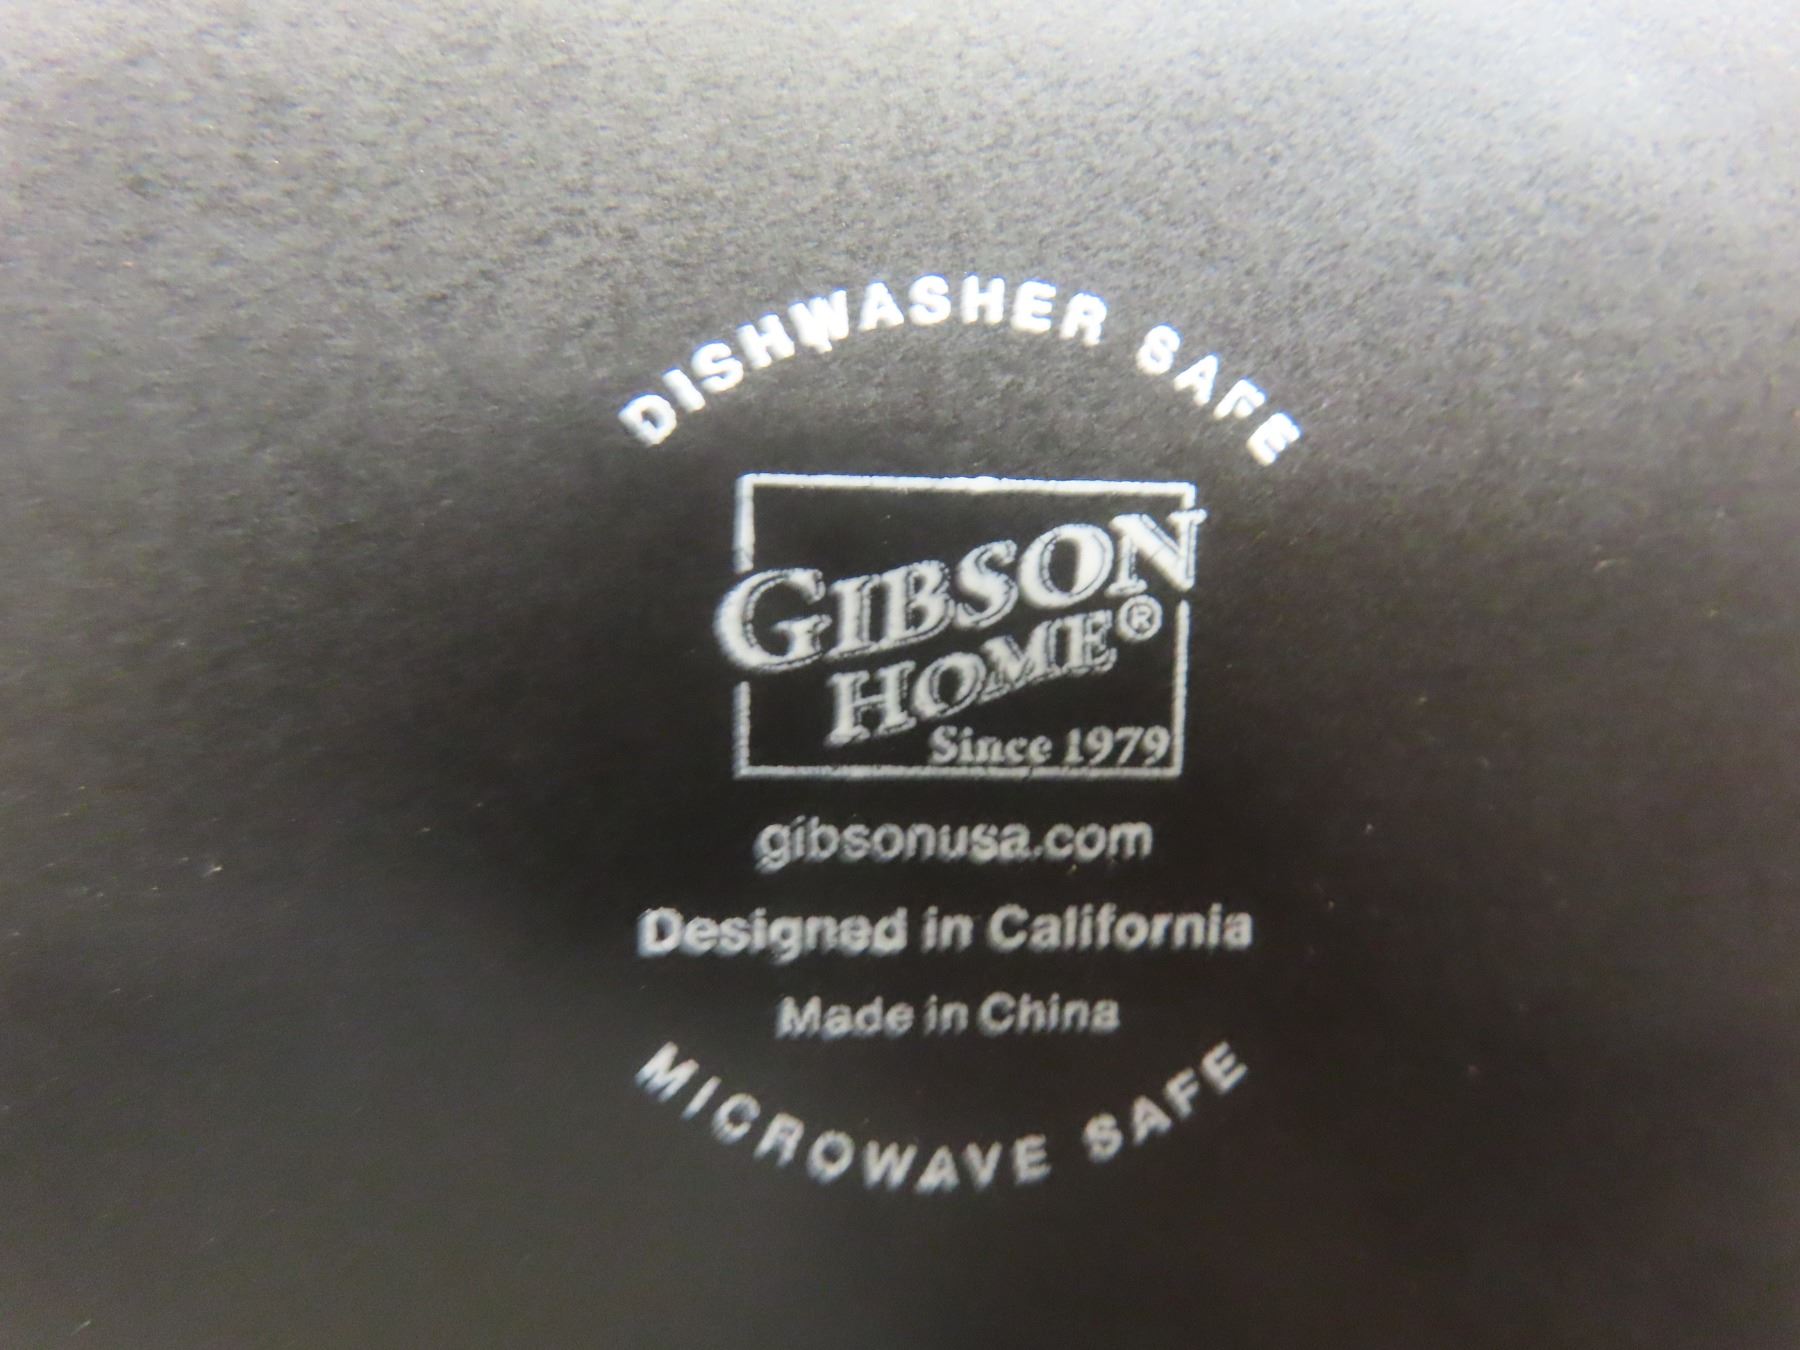 DISHWASHER SAFE
GIBSON
HOME®
Since 1979
gibsonusa.com
Designed in California
Made in China
MICROWAVE SAFE